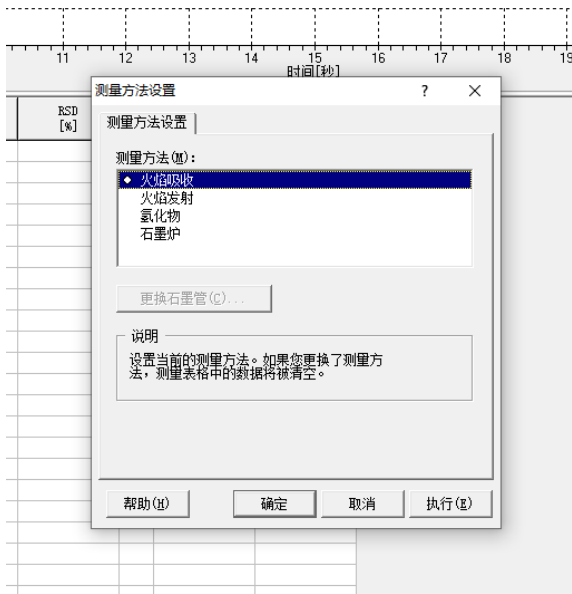 11 12 13 14 15 16 17 18 19
时间[秒]
测量方法设置 ? ×
RSD
[%]
测量方法设置
测量方法(M):
火焰吸收
火焰发射
氢化物
石墨炉
更换石墨管(C)...
说明
设置当前的测量方法。如果您更换了测量方
法，测量表格中的数据将被清空。
帮助(H) 确定 取消 执行(E)